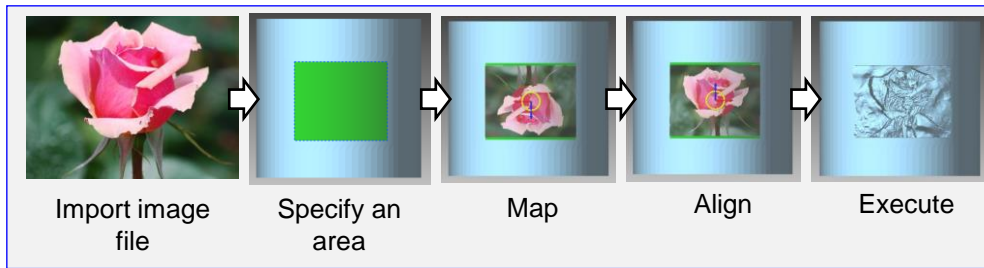 Import image
file
Specify an
area
Map
Align
Execute